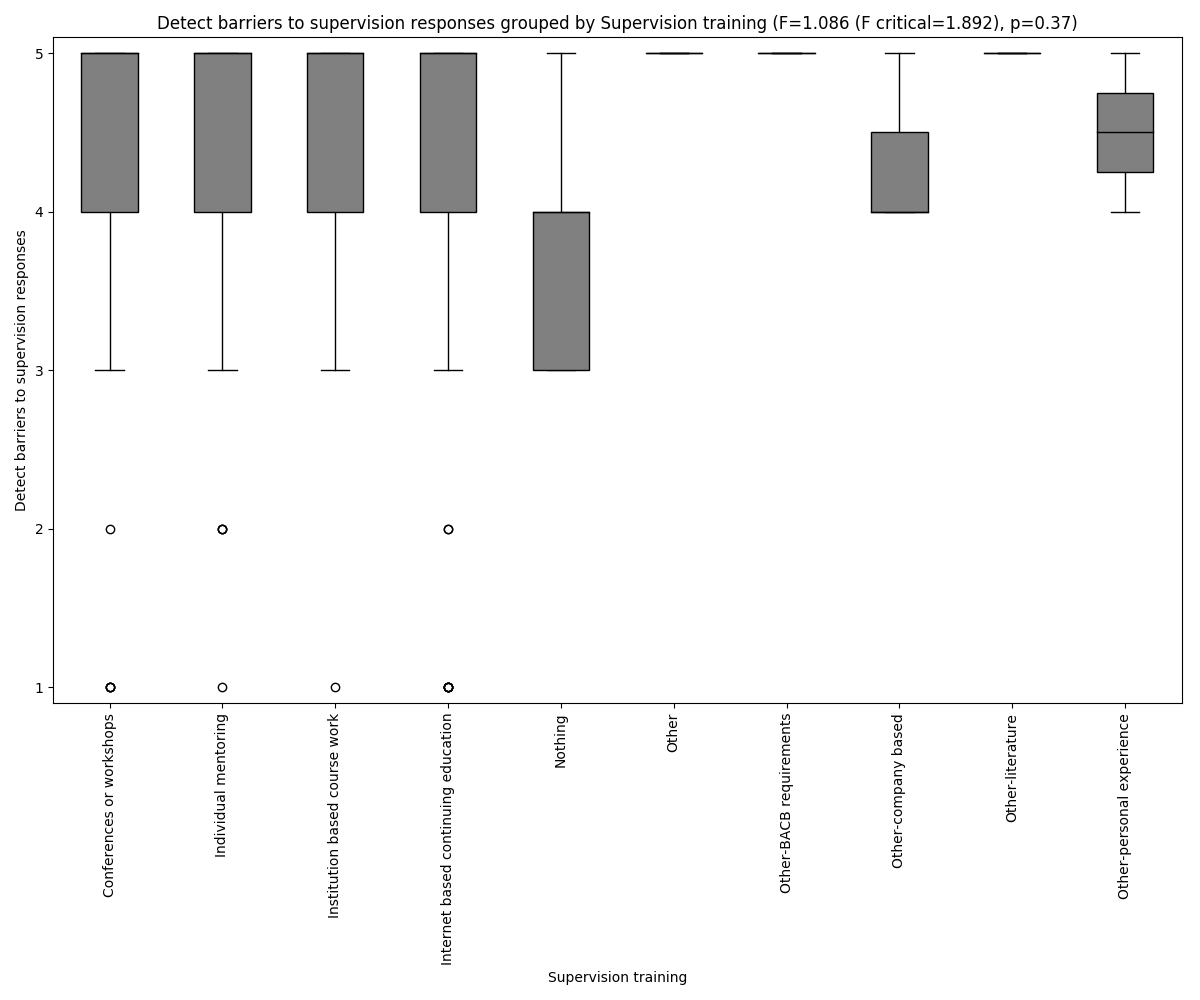 Detect barriers to supervision responses grouped by Supervision training (F=1.086 (F critical=1.892), p=0.37)
Detect barriers to supervision responses
5
4
3
2
1
Conferences or workshops
Individual mentoring
Institution based course work
Internet based continuing education
Nothing
Other
Other-BACB requirements
Other-company based
Other-literature
Other-personal experience
Supervision training